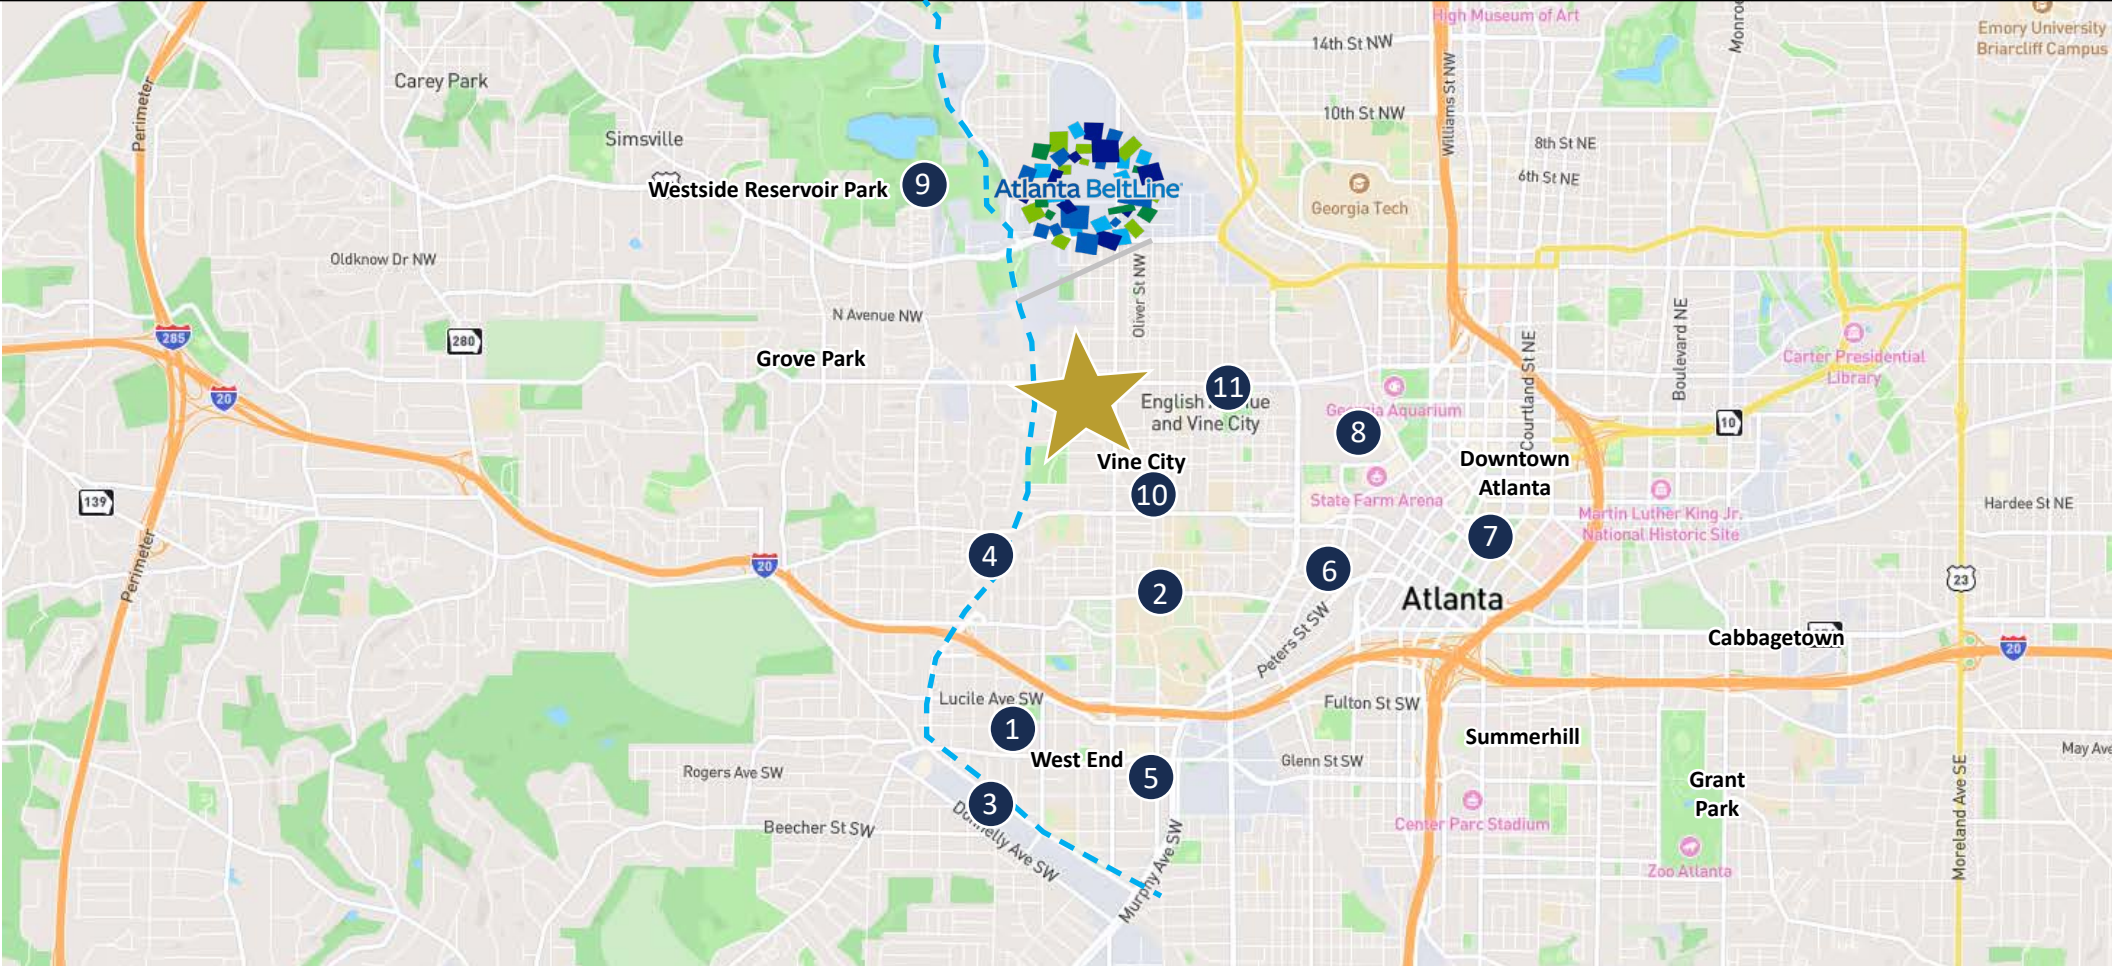 High Museum of Art
Monroe
Emory University
Briarcliff Campus
14th St NW
Williams St NW
Carey Park
Perimeter
10th St NW
Simsville
8th St NE
6th St NE
Westside Reservoir Park
9
Atlanta BeltLine
Georgia Tech
Oldknow Dr NW
Oliver St NW
N Avenue NW
285
280
Grove Park
Courtland St NE
Boulevard NE
Carter Presidential
Library
20
11
English Avenue
and Vine City
Georgia Aquarium
8
10
Vine City
Downtown
Atlanta
10
State Farm Arena
139
Martin Luther King Jr.
National Historic Site
Hardee St NE
7
4
20
Perimeter
6
2
23
Atlanta
Peters St SW
Cabbagetown
20
Lucile Ave SW
Fulton St SW
1
Summerhill
West End
5
Glenn St SW
May Ave
Rogers Ave SW
Grant
Park
3
Donnelly Ave SW
Beecher St SW
Center Parc Stadium
Murphy Ave SW
Moreland Ave SE
Zoo Atlanta